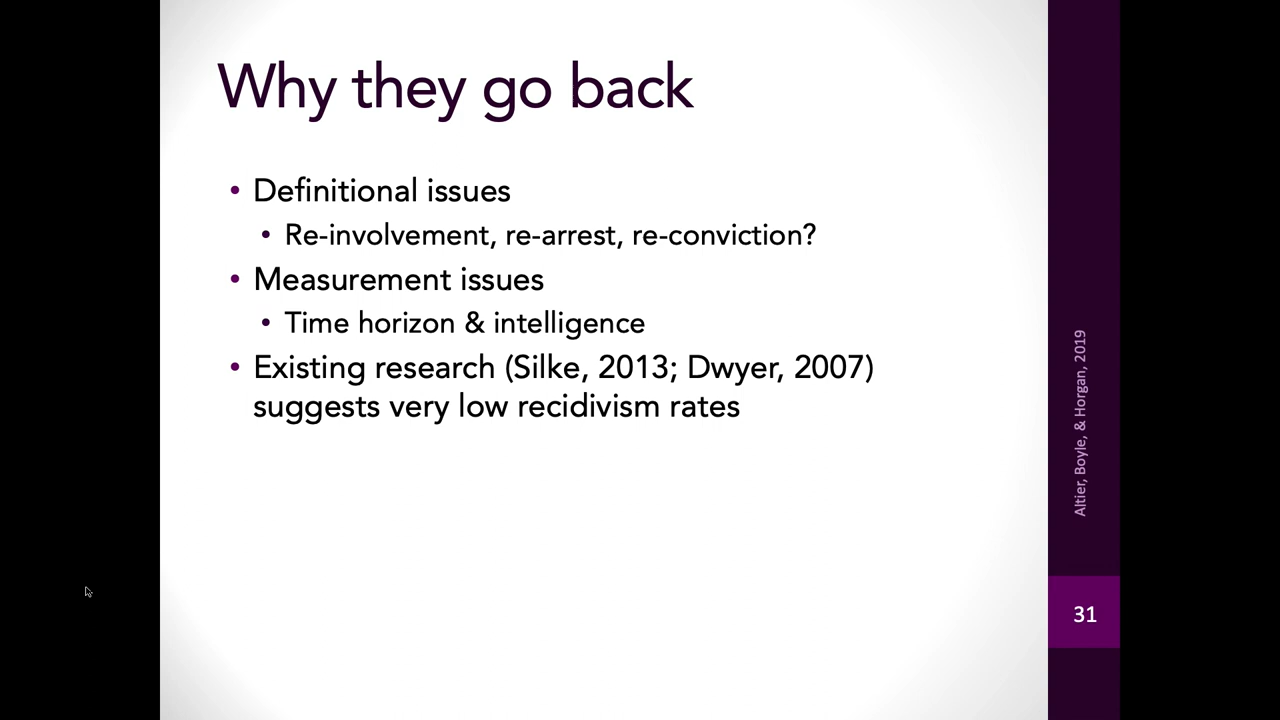 Why they go back
• Definitional issues
• Re-involvement, re-arrest, re-conviction?
• Measurement issues
• Time horizon & intelligence
• Existing research (Silke, 2013; Dwyer, 2007)
suggests very low recidivism rates
Altier, Boyle, & Horgan, 2019
31